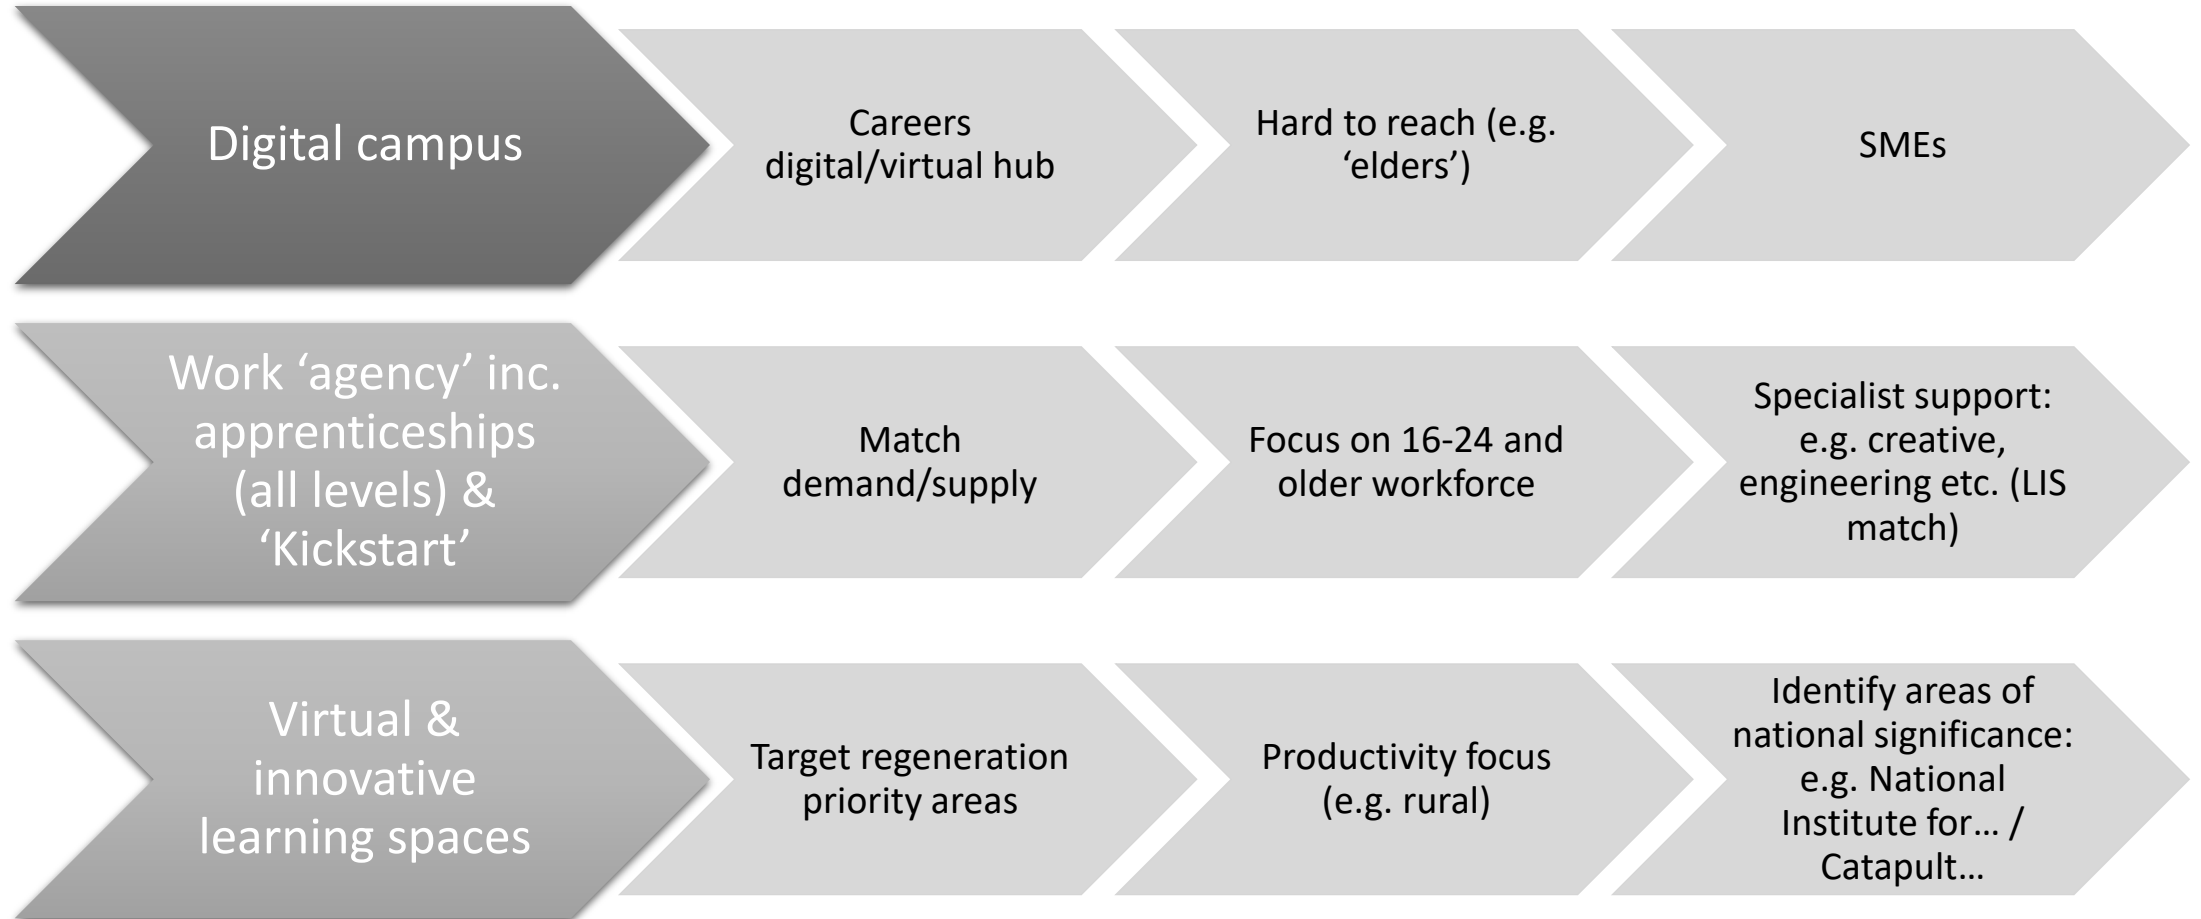 Digital campus
Careers
digital/virtual hub
Hard to reach (e.g.
‘elders’)
SMEs
Work ‘agency’ inc.
apprenticeships
(all levels) &
‘Kickstart’
Match
demand/supply
Focus on 16-24 and
older workforce
Specialist support:
e.g. creative,
engineering etc. (LIS
match)
Virtual &
innovative
learning spaces
Target regeneration
priority areas
Productivity focus
(e.g. rural)
Identify areas of
national significance:
e.g. National
Institute for… /
Catapult…